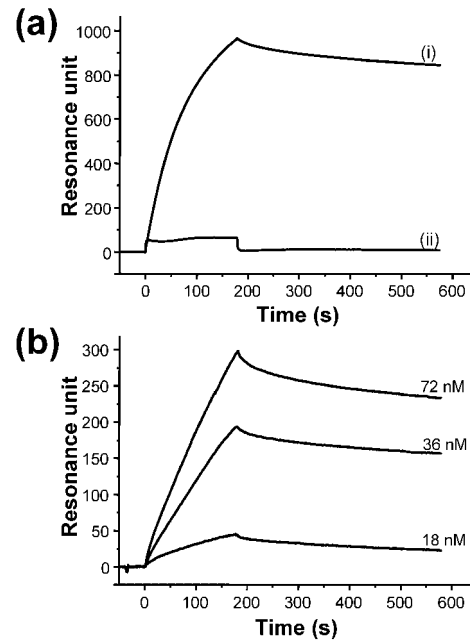 (a)
1000
800
600
400
200
0
Resonance unit
(i)
(ii)
0 100 200 300 400 500 600
Time (s)
(b)
300
250
200
150
100
50
0
Resonance unit
72 nM
36 nM
18 nM
0 100 200 300 400 500 600
Time (s)